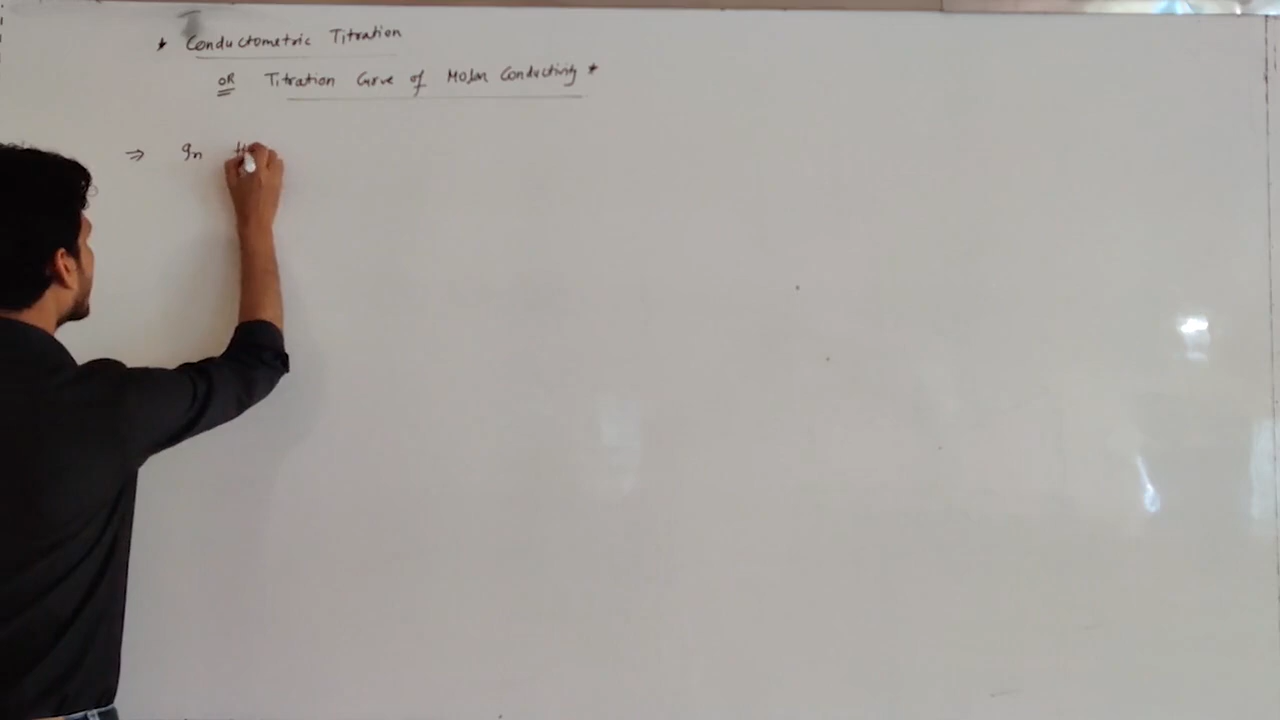 * Conductometric Titration
OR Titration Curve of Molar Conductivity *
⇒ In